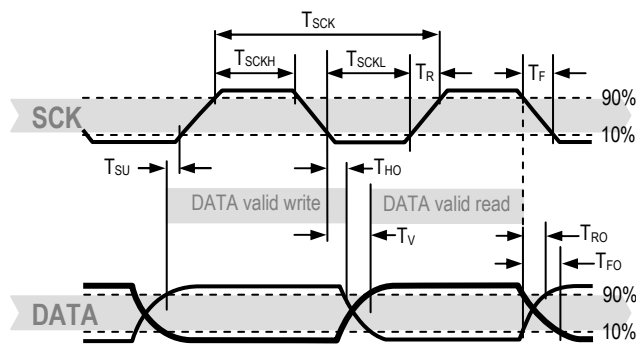 TSCK
TSCKH
TSCKL
TR
TF
90%
SCK
10%
TSU
THO
DATA valid write
DATA valid read
TV
TRO
TFO
90%
DATA
10%